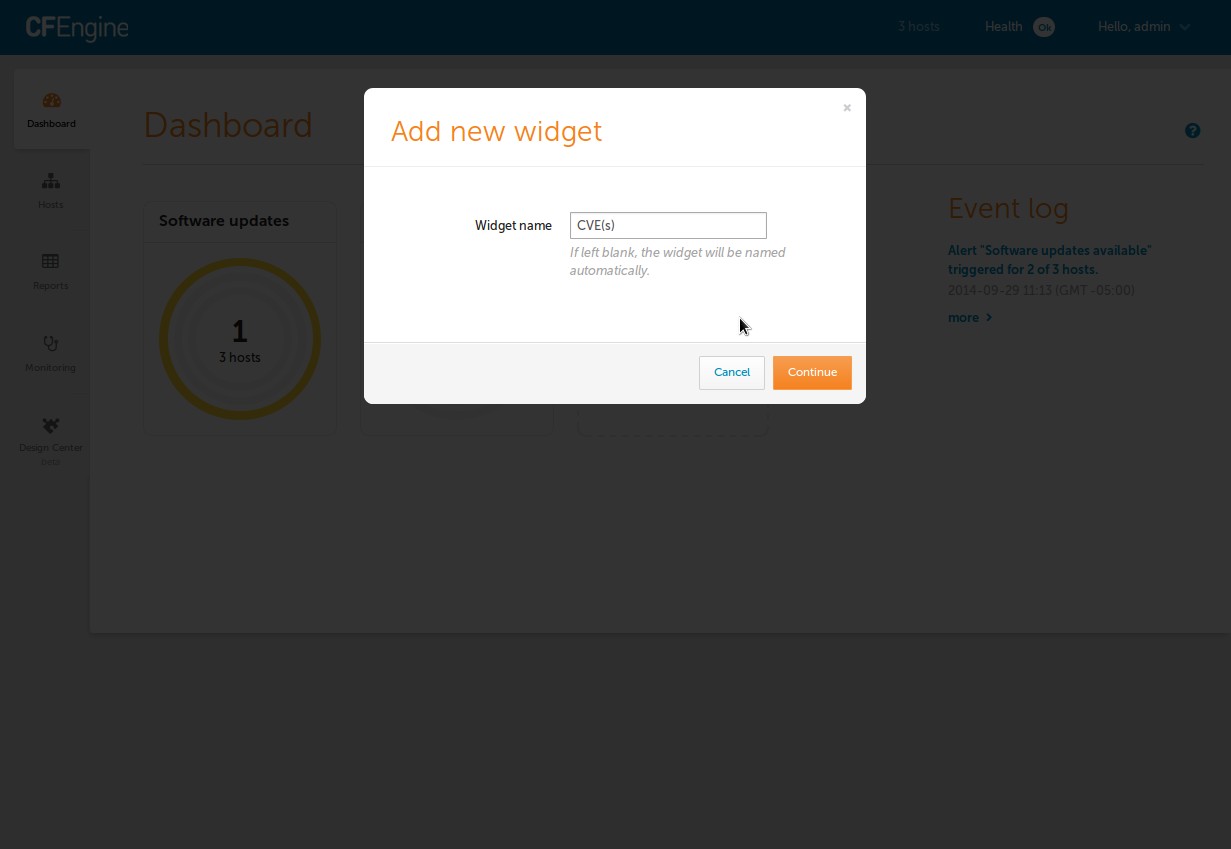 CFEngine
3 hosts
Health
Ok
Hello, admin
Dashboard
Hosts
Reports
Monitoring
Design Center
beta
Dashboard
?
Software updates
1
3 hosts
Add new widget
×
Widget name
CVE(s)
If left blank, the widget will be named
automatically.
Cancel
Continue
Event log
Alert "Software updates available"
triggered for 2 of 3 hosts.
2014-09-29 11:13 (GMT -05:00)
more